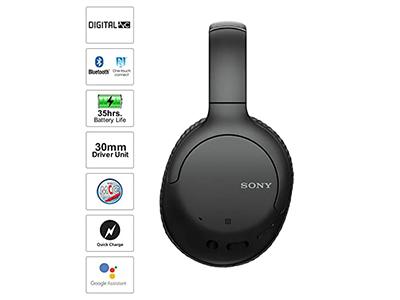 DIGITAL NC
Bluetooth®
One-touch
connect
35hrs.
Battery Life
30mm
Driver Unit
Quick Charge
Google Assistant
SONY